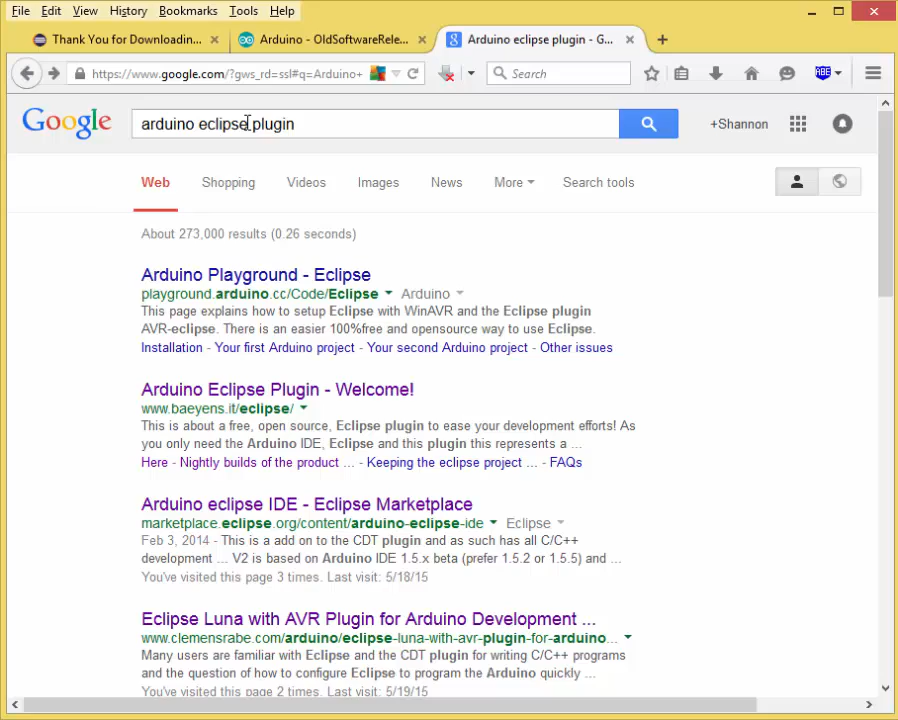 File Edit View History Bookmarks Tools Help
Thank You for Downloadin... Arduino - OldSoftwareRele... Arduino eclipse plugin - G...
https://www.google.com/?gws_rd=ssl#q=Arduino+ Search ABE
Google arduino eclipse plugin +Shannon
Web Shopping Videos Images News More Search tools
About 273,000 results (0.26 seconds)
Arduino Playground - Eclipse
playground.arduino.cc/Code/Eclipse Arduino
This page explains how to setup Eclipse with WinAVR and the Eclipse plugin
AVR-eclipse. There is an easier 100%free and opensource way to use Eclipse.
Installation - Your first Arduino project - Your second Arduino project - Other issues
Arduino Eclipse Plugin - Welcome!
www.baeyens.it/eclipse/
This is about a free, open source, Eclipse plugin to ease your development efforts! As
you only need the Arduino IDE, Eclipse and this plugin this represents a ...
Here - Nightly builds of the product ... - Keeping the eclipse project ... - FAQs
Arduino eclipse IDE - Eclipse Marketplace
marketplace.eclipse.org/content/arduino-eclipse-ide Eclipse
Feb 3, 2014 - This is a add on to the CDT plugin and as such has all C/C++
development ... V2 is based on Arduino IDE 1.5.x beta (prefer 1.5.2 or 1.5.5) and ...
You've visited this page 3 times. Last visit: 5/18/15
Eclipse Luna with AVR Plugin for Arduino Development ...
www.clemensrabe.com/arduino/eclipse-luna-with-avr-plugin-for-arduino...
Many users are familiar with Eclipse and the CDT plugin for writing C/C++ programs
and the question of how to configure Eclipse to program the Arduino quickly ...
You've visited this page 2 times. Last visit: 5/19/15